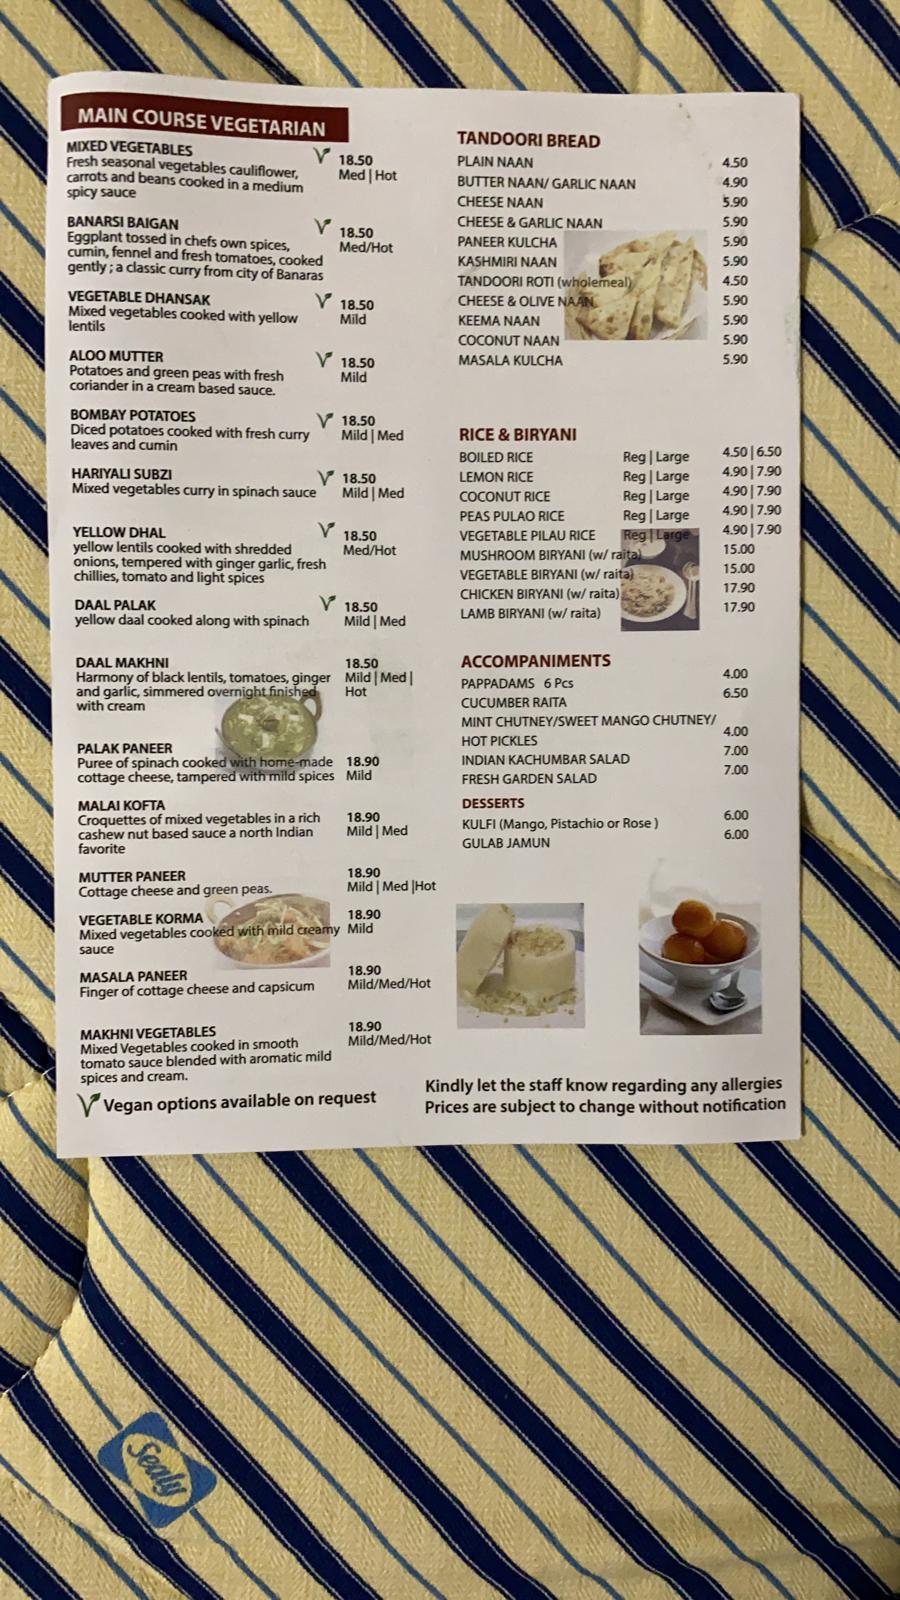 MAIN COURSE VEGETARIAN
MIXED VEGETABLES
Fresh seasonal vegetables cauliflower, 18.50
carrots and beans cooked in a medium Med | Hot
spicy sauce
BANARSI BAIGAN
Eggplant tossed in chefs own spices, 18.50
cumin, fennel and fresh tomatoes, cooked Med/Hot
gently ; a classic curry from city of Banaras
VEGETABLE DHANSAK 18.50
Mixed vegetables cooked with yellow Mild
lentils
ALOO MUTTER 18.50
Potatoes and green peas with fresh Mild
coriander in a cream based sauce.
BOMBAY POTATOES 18.50
Diced potatoes cooked with fresh curry Mild | Med
leaves and cumin
HARIYALI SUBZI 18.50
Mixed vegetables curry in spinach sauce Mild | Med
YELLOW DHAL 18.50
yellow lentils cooked with shredded Med/Hot
onions, tempered with ginger garlic, fresh
chillies, tomato and light spices
DAAL PALAK 18.50
yellow daal cooked along with spinach Mild | Med
DAAL MAKHNI 18.50
Harmony of black lentils, tomatoes, ginger Mild | Med |
and garlic, simmered overnight finished Hot
with cream
PALAK PANEER
Puree of spinach cooked with home-made 18.90
cottage cheese, tampered with mild spices Mild
MALAI KOFTA
Croquettes of mixed vegetables in a rich 18.90
cashew nut based sauce a north Indian Mild | Med
favorite
MUTTER PANEER 18.90
Cottage cheese and green peas. Mild | Med |Hot
VEGETABLE KORMA 18.90
Mixed vegetables cooked with mild creamy Mild
sauce
MASALA PANEER 18.90
Finger of cottage cheese and capsicum Mild/Med/Hot
MAKHNI VEGETABLES 18.90
Mixed Vegetables cooked in smooth Mild/Med/Hot
tomato sauce blended with aromatic mild
spices and cream.
V Vegan options available on request
TANDOORI BREAD
PLAIN NAAN 4.50
BUTTER NAAN/ GARLIC NAAN 4.90
CHEESE NAAN 5.90
CHEESE & GARLIC NAAN 5.90
PANEER KULCHA 5.90
KASHMIRI NAAN 5.90
TANDOORI ROTI (wholemeal) 4.50
CHEESE & OLIVE NAAN 5.90
KEEMA NAAN 5.90
COCONUT NAAN 5.90
MASALA KULCHA 5.90
RICE & BIRYANI
BOILED RICE Reg | Large 4.50 | 6.50
LEMON RICE Reg | Large 4.90 | 7.90
COCONUT RICE Reg | Large 4.90 | 7.90
PEAS PULAO RICE Reg | Large 4.90 | 7.90
VEGETABLE PILAU RICE Reg | Large 4.90 | 7.90
MUSHROOM BIRYANI (w/ raita) 15.00
VEGETABLE BIRYANI (w/ raita) 15.00
CHICKEN BIRYANI (w/ raita) 17.90
LAMB BIRYANI (w/ raita) 17.90
ACCOMPANIMENTS
PAPPADAMS 6 Pcs 4.00
CUCUMBER RAITA 6.50
MINT CHUTNEY/SWEET MANGO CHUTNEY/
HOT PICKLES 4.00
INDIAN KACHUMBAR SALAD 7.00
FRESH GARDEN SALAD 7.00
DESSERTS
KULFI (Mango, Pistachio or Rose ) 6.00
GULAB JAMUN 6.00
Kindly let the staff know regarding any allergies
Prices are subject to change without notification
Sealy